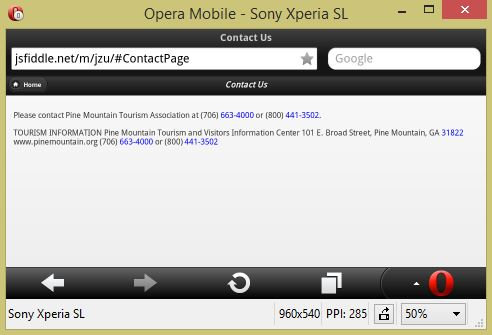 Opera Mobile - Sony Xperia SL
Contact Us
jsfiddle.net/m/jzu/#ContactPage
Google
Home
Contact Us
Please contact Pine Mountain Tourism Association at (706) 663-4000 or (800) 441-3502.
TOURISM INFORMATION Pine Mountain Tourism and Visitors Information Center 101 E. Broad Street, Pine Mountain, GA 31822
www.pinemountain.org (706) 663-4000 or (800) 441-3502
Sony Xperia SL
960x540
PPI: 285
50%